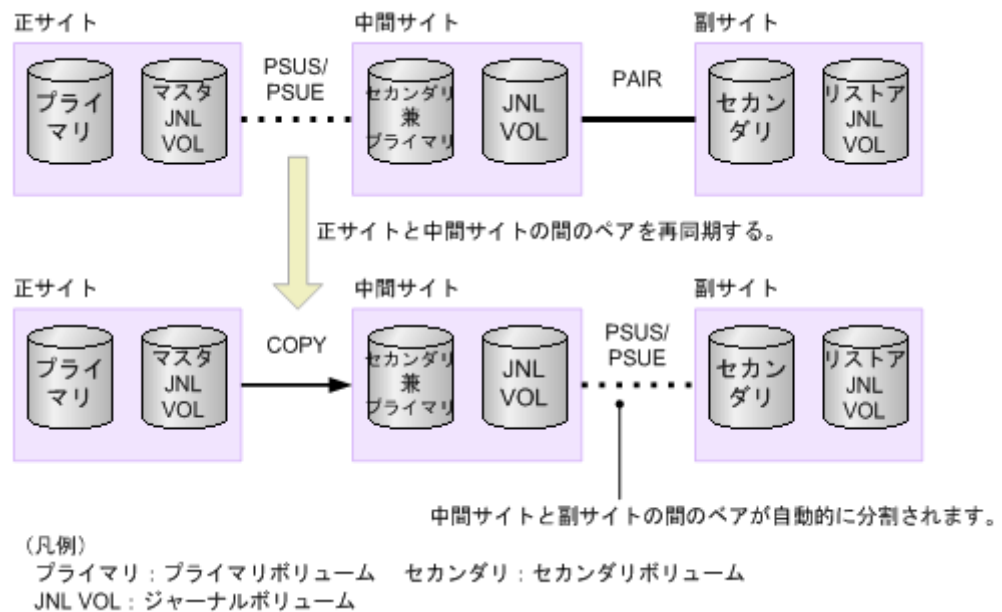 正サイト
中間サイト
副サイト
プライ
マリ
マスタ
JNL
VOL
PSUS/
PSUE
セカンダリ
兼
プライマリ
JNL
VOL
PAIR
セカン
ダリ
リストア
JNL
VOL
正サイトと中間サイトの間のペアを再同期する。
正サイト
中間サイト
副サイト
プライ
マリ
マスタ
JNL
VOL
COPY
セカンダリ
兼
プライマリ
JNL
VOL
PSUS/
PSUE
セカン
ダリ
リストア
JNL
VOL
中間サイトと副サイトの間のペアが自動的に分割されます。
（凡例）
プライマリ：プライマリボリューム　セカンダリ：セカンダリボリューム
JNL VOL：ジャーナルボリューム